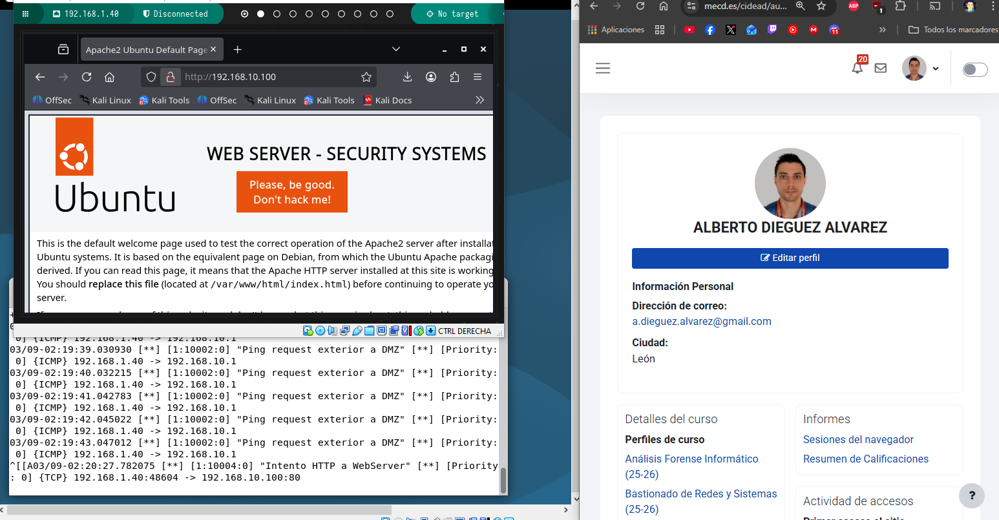 192.168.1.40
Disconnected
No target
Apache2 Ubuntu Default Page
http://192.168.10.100
OffSec
Kali Linux
Kali Tools
OffSec
Kali Linux
Kali Tools
Kali Docs
Ubuntu
WEB SERVER - SECURITY SYSTEMS
Please, be good.
Don't hack me!
This is the default welcome page used to test the correct operation of the Apache2 server after installat
Ubuntu systems. It is based on the equivalent page on Debian, from which the Ubuntu Apache packagi
derived. If you can read this page, it means that the Apache HTTP server installed at this site is working
You should replace this file (located at /var/www/html/index.html) before continuing to operate yo
server.
CTRL DERECHA
0] {ICMP} 192.168.1.40 -> 192.168.10.1
03/09-02:19:39.030930 [**] [1:10002:0] "Ping request exterior a DMZ" [**] [Priority:
0] {ICMP} 192.168.1.40 -> 192.168.10.1
03/09-02:19:40.032215 [**] [1:10002:0] "Ping request exterior a DMZ" [**] [Priority:
0] {ICMP} 192.168.1.40 -> 192.168.10.1
03/09-02:19:41.042783 [**] [1:10002:0] "Ping request exterior a DMZ" [**] [Priority:
0] {ICMP} 192.168.1.40 -> 192.168.10.1
03/09-02:19:42.045022 [**] [1:10002:0] "Ping request exterior a DMZ" [**] [Priority:
0] {ICMP} 192.168.1.40 -> 192.168.10.1
03/09-02:19:43.047012 [**] [1:10002:0] "Ping request exterior a DMZ" [**] [Priority:
0] {ICMP} 192.168.1.40 -> 192.168.10.1
^[[A03/09-02:20:27.782075 [**] [1:10004:0] "Intento HTTP a WebServer" [**] [Priority
: 0] {TCP} 192.168.1.40:48604 -> 192.168.10.100:80
mecd.es/cidead/au...
ABP
1
Aplicaciones
11
Todos los marcadores
20
ALBERTO DIEGUEZ ALVAREZ
Editar perfil
Información Personal
Dirección de correo:
a.dieguez.alvarez@gmail.com
Ciudad:
León
Detalles del curso
Perfiles de curso
Análisis Forense Informático
(25-26)
Bastionado de Redes y Sistemas
(25-26)
Informes
Sesiones del navegador
Resumen de Calificaciones
Actividad de accesos
?